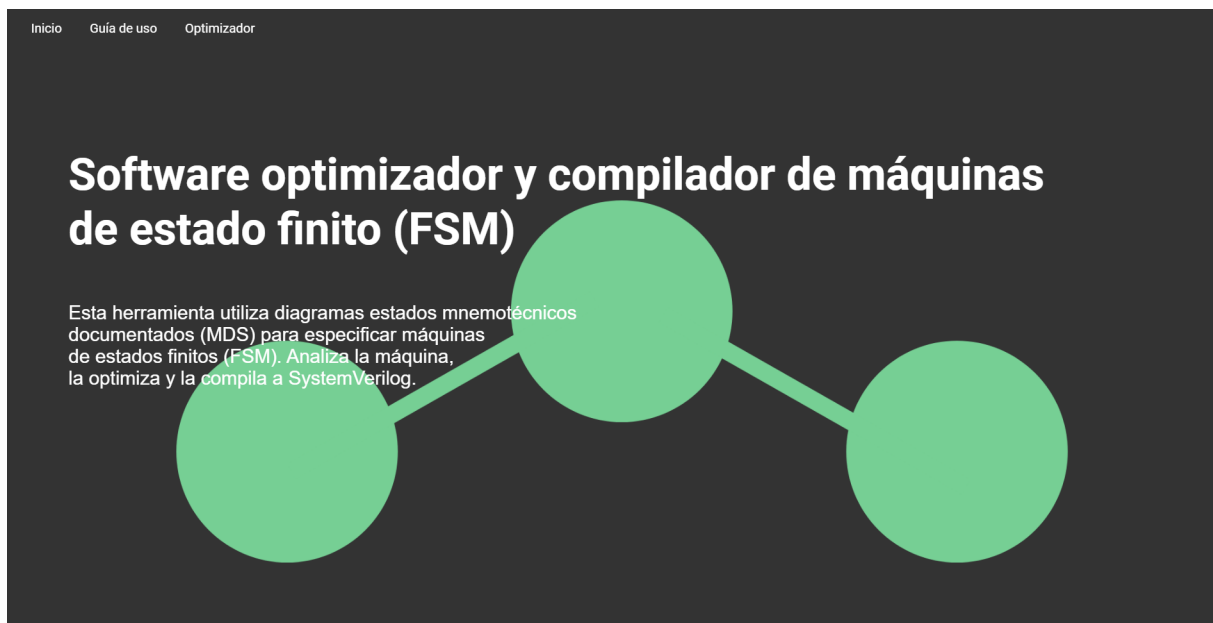 Inicio Guía de uso Optimizador
Software optimizador y compilador de máquinas
de estado finito (FSM)
Esta herramienta utiliza diagramas estados mnemotécnicos
documentados (MDS) para especificar máquinas
de estados finitos (FSM). Analiza la máquina,
la optimiza y la compila a SystemVerilog.